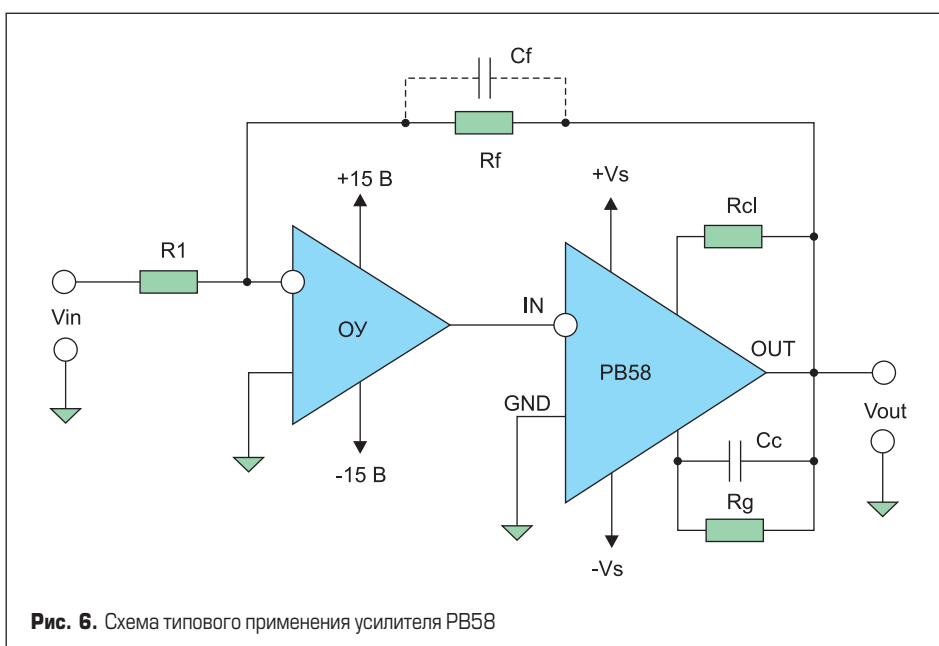 Cf
Rf
+15 В
+Vs
Rcl
R1
IN
Vin
ОУ
OUT
PB58
GND
Vout
Cc
-15 В
Rg
-Vs
Рис. 6. Схема типового применения усилителя PB58